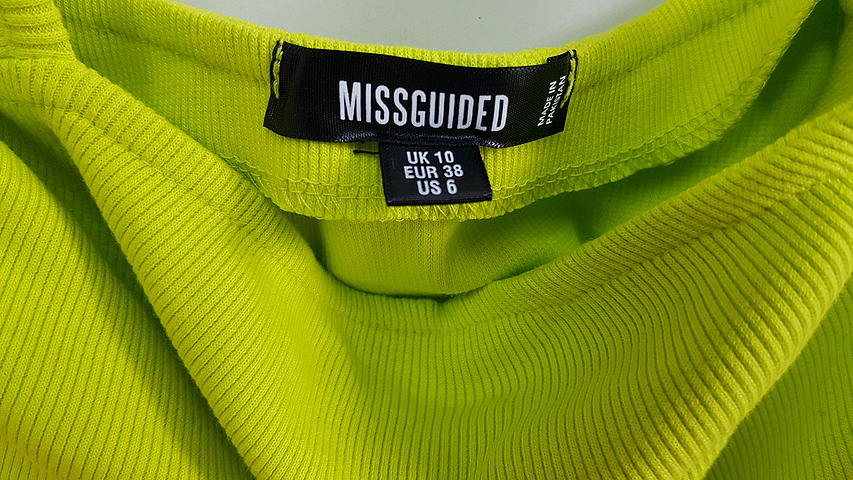 MISSGUIDED
MADE IN
PAKISTAN
UK 10
EUR 38
US 6